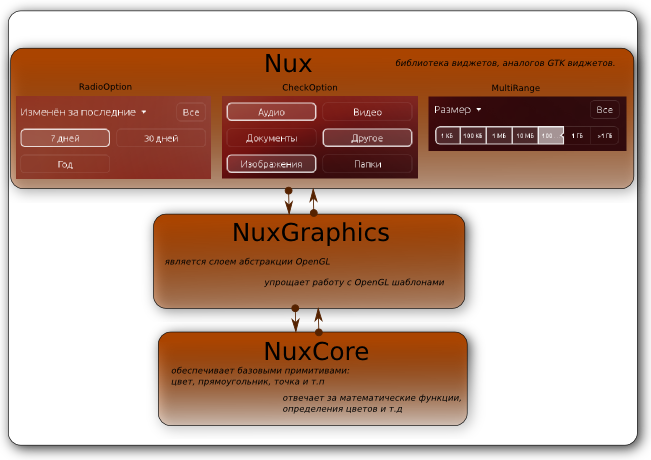 Nux
библиотека виджетов, аналогов GTK виджетов.
RadioOption
CheckOption
MultiRange
Изменён за последние
Все
7 дней
30 дней
Год
Аудио
Видео
Документы
Другое
Изображения
Папки
Размер
Все
1 КБ 100 КБ 1 МБ 10 МБ 100 1 ГБ >1 ГБ
NuxGraphics
является слоем абстракции OpenGL
упрощает работу с OpenGL шаблонами
NuxCore
обеспечивает базовыми примитивами:
цвет, прямоугольник, точка и т.п
отвечает за математические функции,
определения цветов и т.д